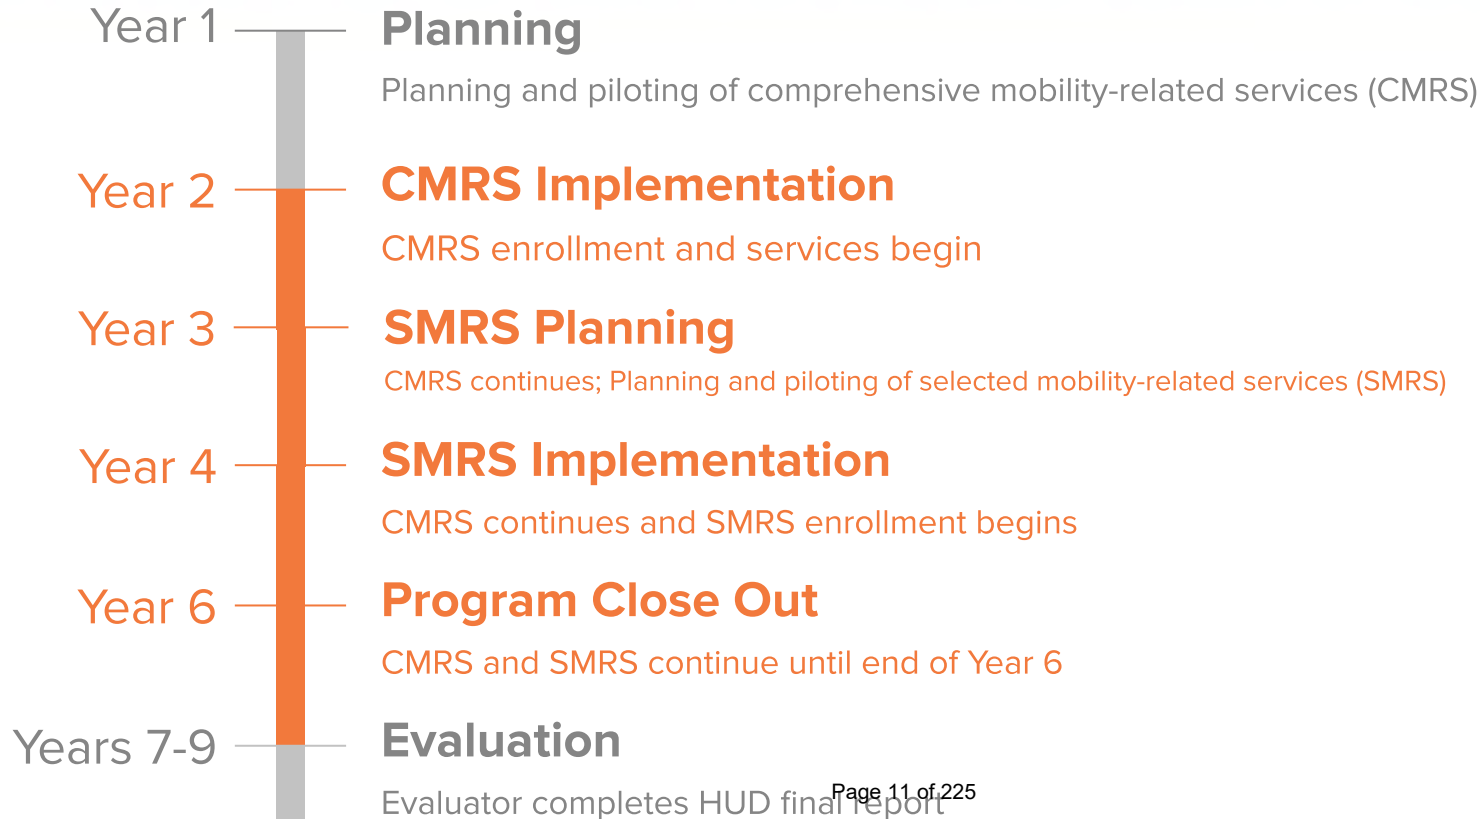 Year 1
Planning
Planning and piloting of comprehensive mobility-related services (CMRS)
Year 2
CMRS Implementation
CMRS enrollment and services begin
Year 3
SMRS Planning
CMRS continues; Planning and piloting of selected mobility-related services (SMRS)
Year 4
SMRS Implementation
CMRS continues and SMRS enrollment begins
Year 6
Program Close Out
CMRS and SMRS continue until end of Year 6
Years 7-9
Evaluation
Evaluator completes HUD final report
Page 11 of 225